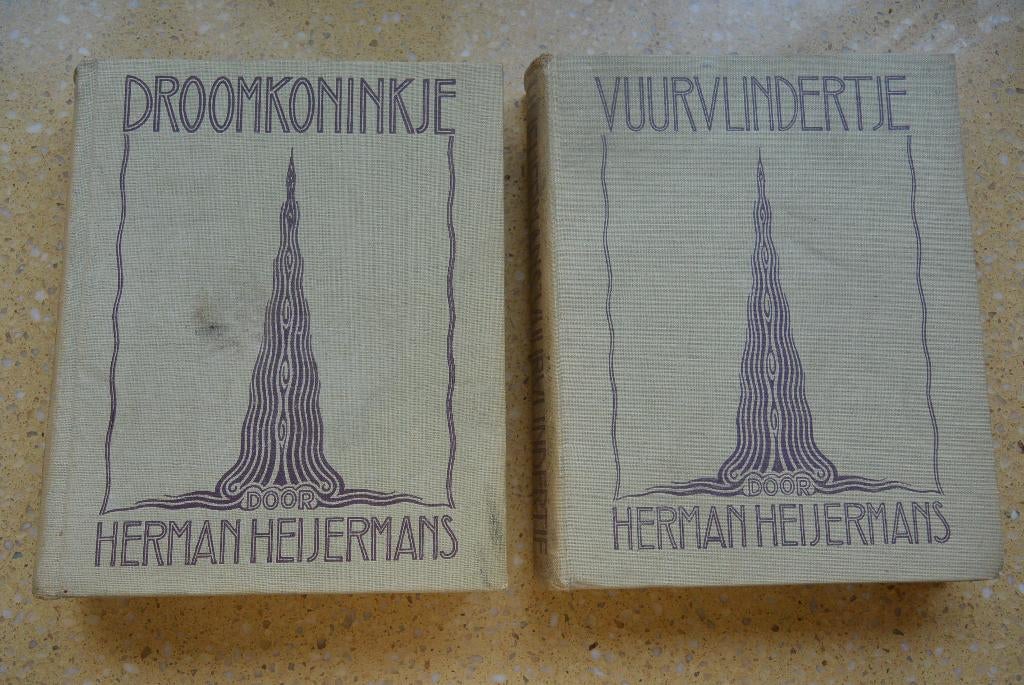 DROOMKONINKJE
DOOR
HERMAN HEIJERMANS
VUURVLINDERTJE
DOOR
HERMAN HEIJERMANS